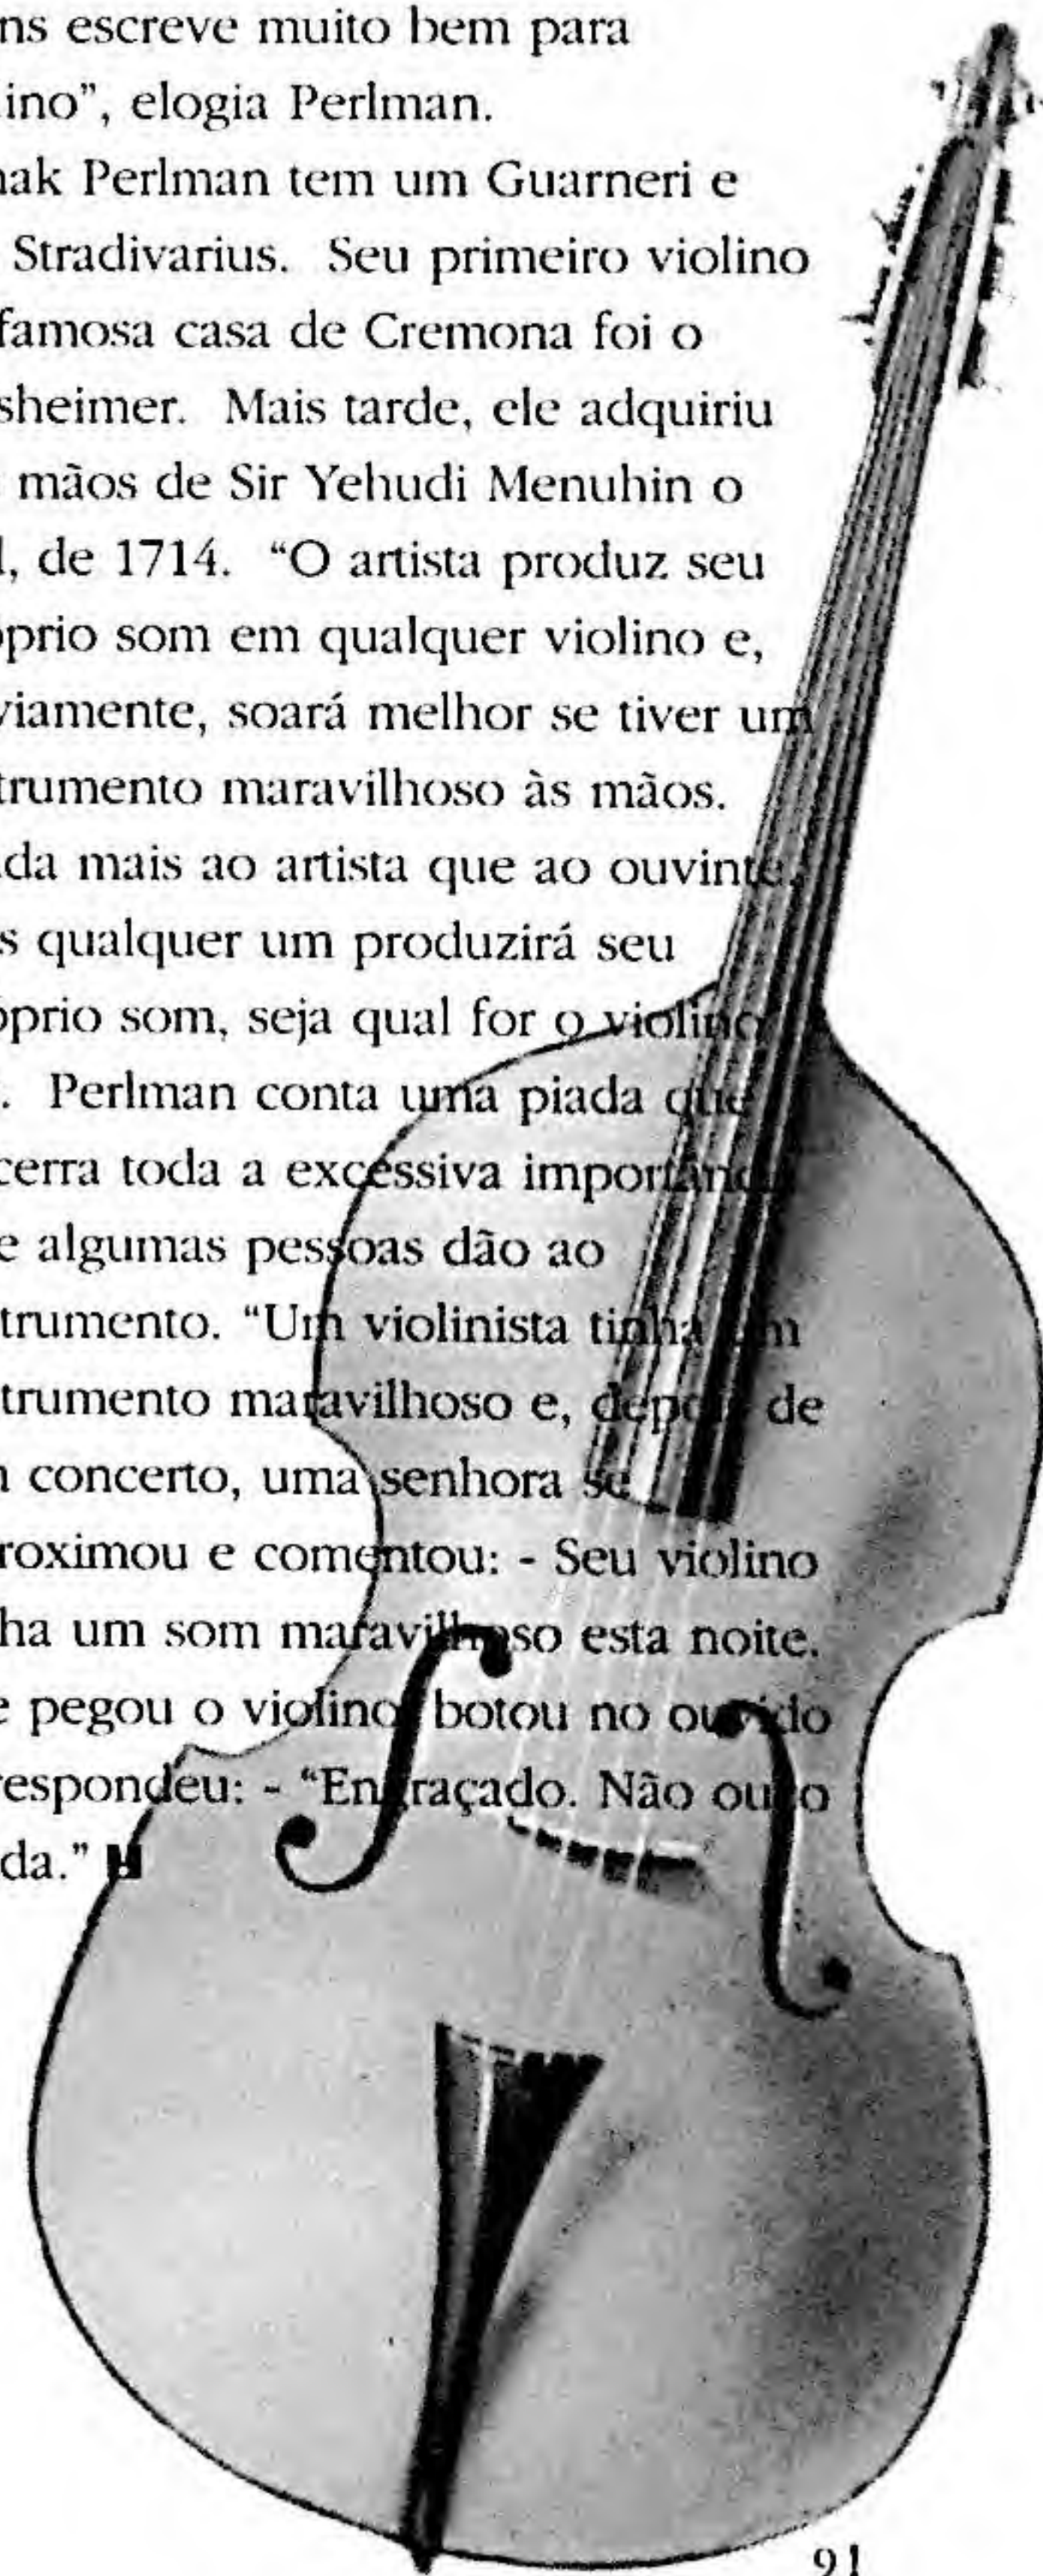 ns escreve muito bem para
ino”, elogia Perlman.
nak Perlman tem um Guarneri e
Stradivarius. Seu primeiro violino
famosa casa de Cremona foi o
sheimer. Mais tarde, ele adquiriu
mãos de Sir Yehudi Menuhin o
l, de 1714. “O artista produz seu
óprio som em qualquer violino e,
viamente, soará melhor se tiver um
trumento maravilhoso às mãos.
uda mais ao artista que ao ouvinte,
s qualquer um produzirá seu
óprio som, seja qual for o violino
. Perlman conta uma piada que
cerra toda a excessiva importânc
e algumas pessoas dão ao
trumento. “Um violinista tinha um
trumento maravilhoso e, depois de
n concerto, uma senhora se
roximou e comentou: - Seu violino
ha um som maravilhoso esta noite.
e pegou o violino, botou no ouvido
respondeu: - “Engraçado. Não ouço
da.”
91